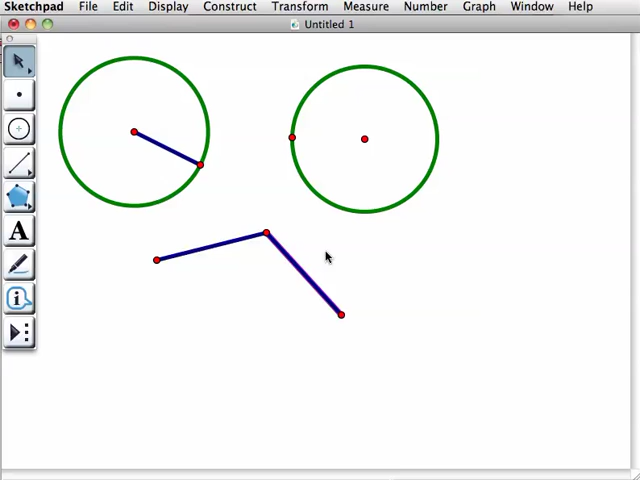 Sketchpad File Edit Display Construct Transform Measure Number Graph Window Help
Untitled 1
A
i